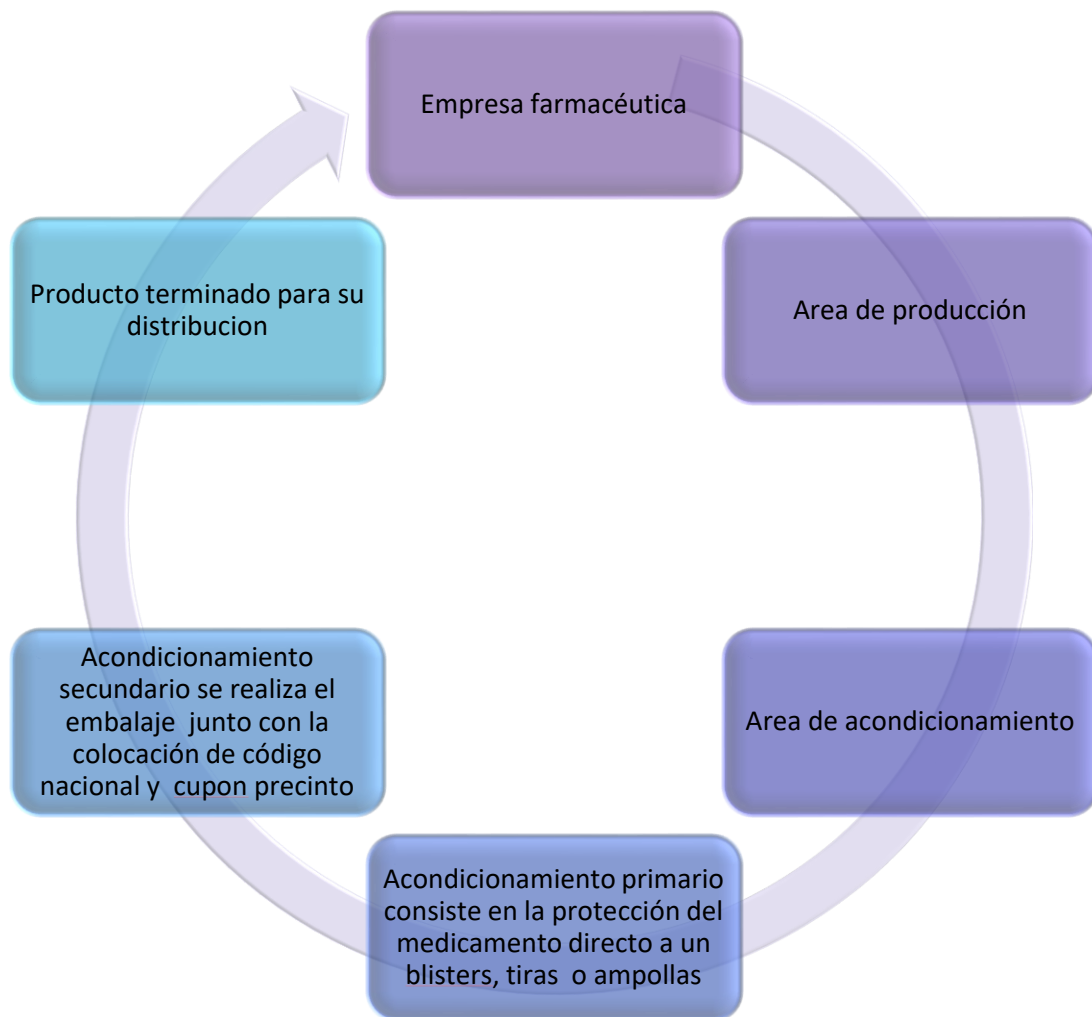 Empresa farmacéutica
Area de producción
Area de acondicionamiento
Acondicionamiento primario
consiste en la protección del
medicamento directo a un
blisters, tiras o ampollas
Acondicionamiento
secundario se realiza el
embalaje junto con la
colocación de código
nacional y cupon precinto
Producto terminado para su
distribucion